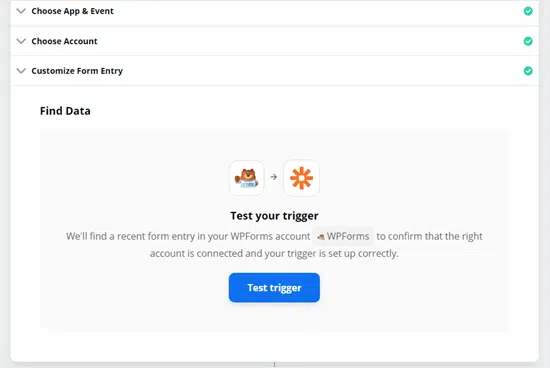 Choose App & Event
Choose Account
Customize Form Entry
Find Data
Test your trigger
We'll find a recent form entry in your WPForms account WPForms to confirm that the right
account is connected and your trigger is set up correctly.
Test trigger